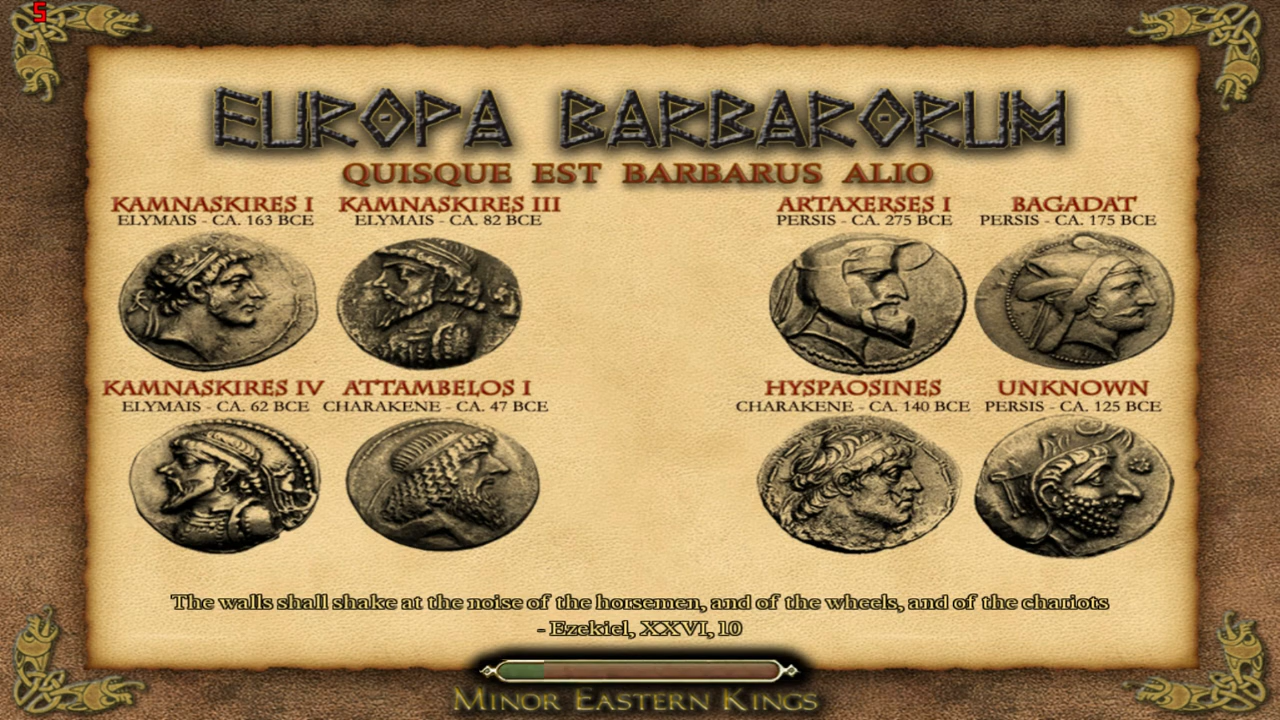 5
EUROPA BARBARORUM
QUISQUE EST BARBARUS ALIO
KAMNASKIRES I
ELYMAIS - CA. 163 BCE
KAMNASKIRES III
ELYMAIS - CA. 82 BCE
ARTAXERSES I
PERSIS - CA. 275 BCE
BAGADAT
PERSIS - CA. 175 BCE
KAMNASKIRES IV
ELYMAIS - CA. 62 BCE
ATTAMBELOS I
CHARAKENE - CA. 47 BCE
HYSPAOSINES
CHARAKENE - CA. 140 BCE
UNKNOWN
PERSIS - CA. 125 BCE
The walls shall shake at the noise of the horsemen, and of the wheels, and of the chariots
- Ezekiel, XXVI, 10
MINOR EASTERN KINGS